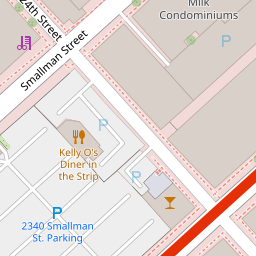 Milk
Condominiums
24th Street
Smallman Street
P
P
Kelly O's
Diner in
the Strip
P
P
2340 Smallman
St. Parking